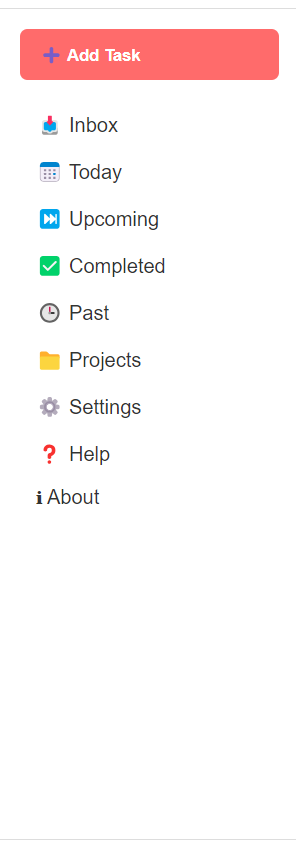 ➕ Add Task
📥 Inbox
📅 Today
⏭️ Upcoming
✅ Completed
🕒 Past
📁 Projects
⚙️ Settings
❓ Help
ℹ About